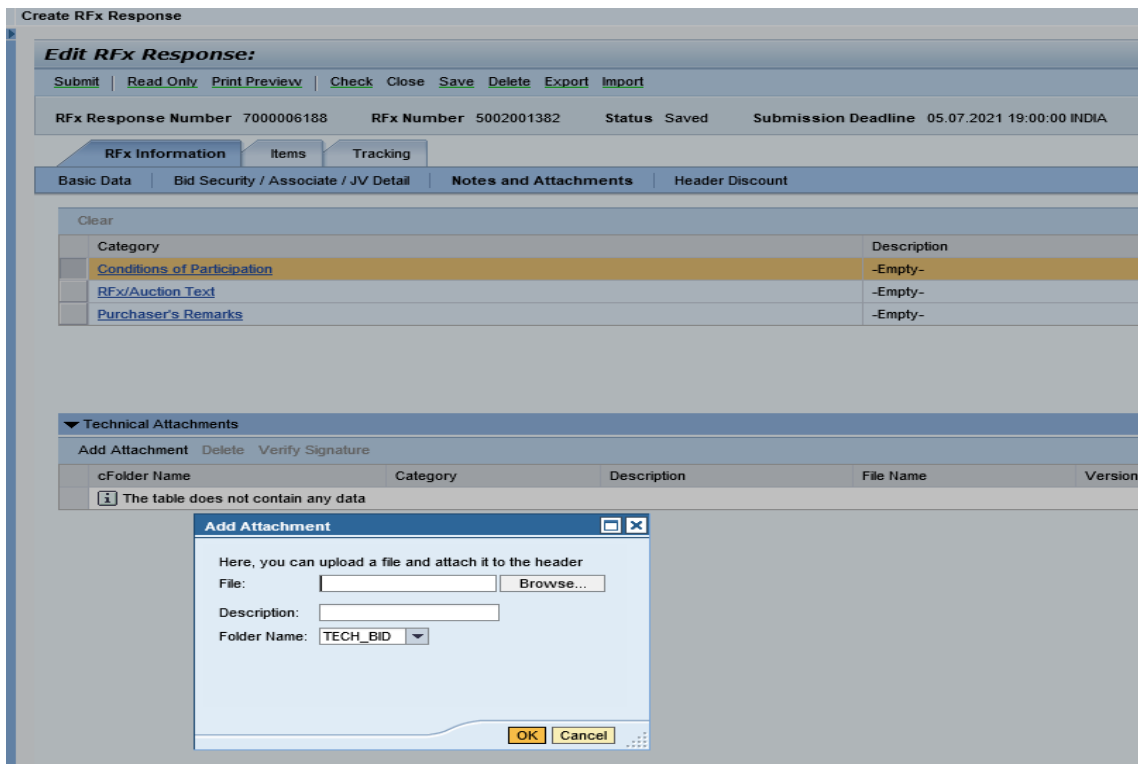 Create RFx Response
Edit RFx Response:
Submit | Read Only Print Preview | Check Close Save Delete Export Import
RFx Response Number 7000006188 RFx Number 5002001382 Status Saved Submission Deadline 05.07.2021 19:00:00 INDIA
RFx Information Items Tracking
Basic Data | Bid Security / Associate / JV Detail | Notes and Attachments | Header Discount
Clear
Category Description
Conditions of Participation -Empty-
RFx/Auction Text -Empty-
Purchaser's Remarks -Empty-
Technical Attachments
Add Attachment Delete Verify Signature
cFolder Name Category Description File Name Version
i The table does not contain any data
Add Attachment
Here, you can upload a file and attach it to the header
File: Browse...
Description:
Folder Name: TECH_BID
OK Cancel